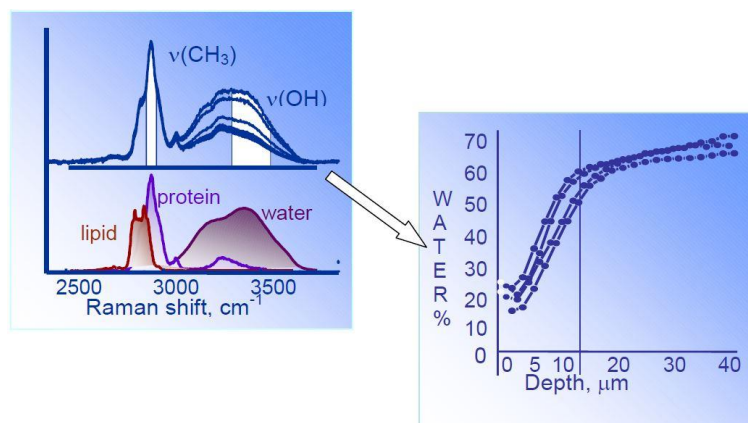 ν(CH₃)
ν(OH)
protein
lipid
water
2500 3000 3500
Raman shift, cm⁻¹
70
60
50
40
30
20
10
0
WATER%
0 5 10 20 30 40
Depth, μm